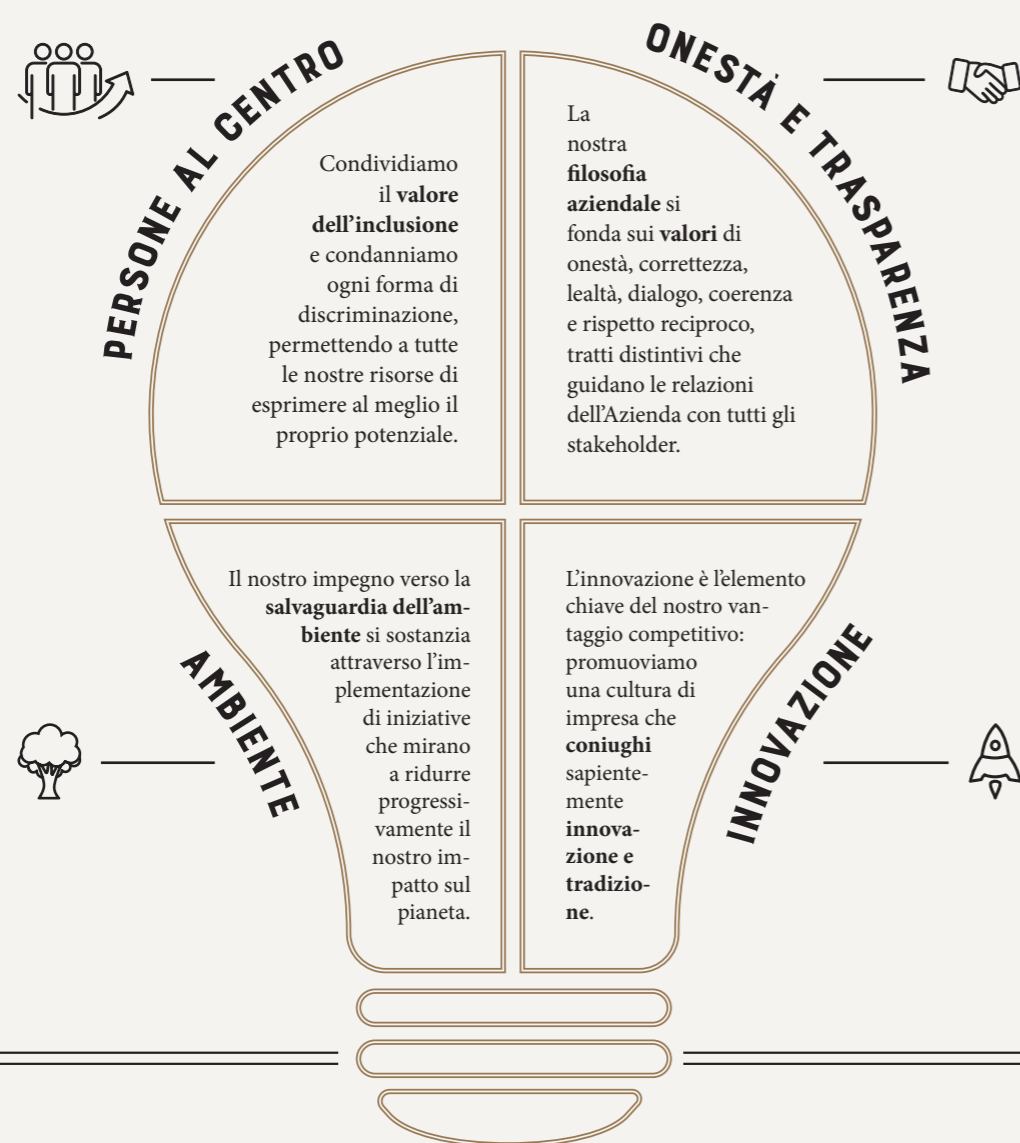 PERSONE AL CENTRO
Condividiamo
il valore
dell'inclusione
e condanniamo
ogni forma di
discriminazione,
permettendo a tutte
le nostre risorse di
esprimere al meglio il
proprio potenziale.
ONESTÀ E TRASPARENZA
La
nostra
filosofia
aziendale si
fonda sui valori di
onestà, correttezza,
lealtà, dialogo, coerenza
e rispetto reciproco,
tratti distintivi che
guidano le relazioni
dell'Azienda con tutti gli
stakeholder.
AMBIENTE
Il nostro impegno verso la
salvaguardia dell'am-
biente si sostanzia
attraverso l'im-
plementazione
di iniziative
che mirano
a ridurre
progressi-
vamente il
nostro im-
patto sul
pianeta.
INNOVAZIONE
L'innovazione è l'elemento
chiave del nostro van-
taggio competitivo:
promuoviamo
una cultura di
impresa che
coniughi
sapiente-
mente
innova-
zione e
tradizio-
ne.